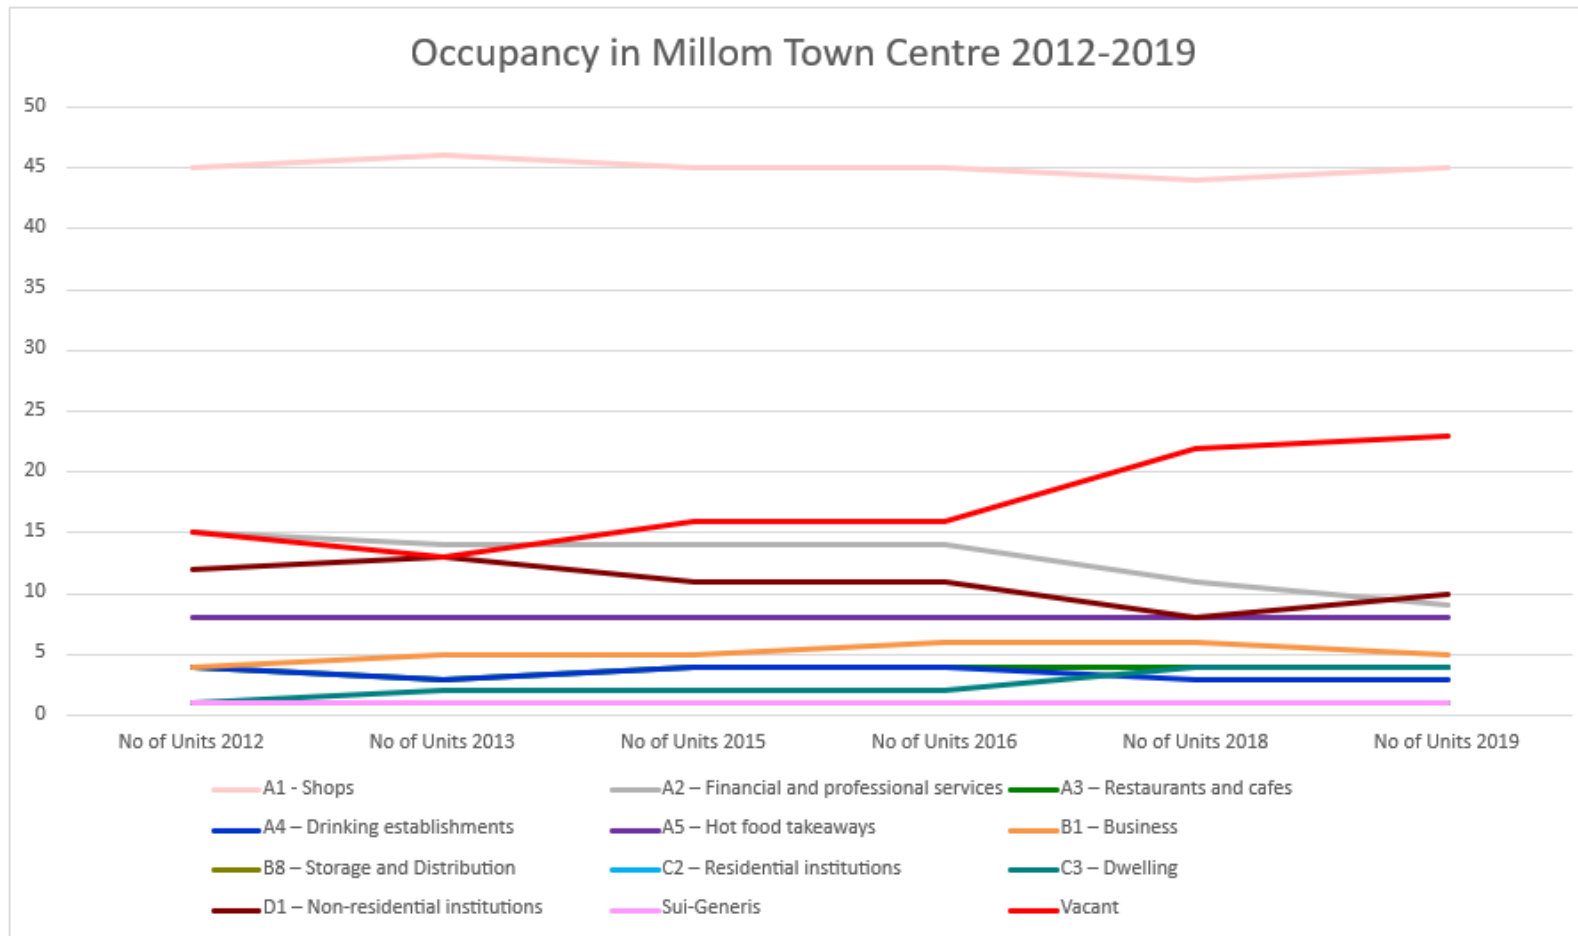 Occupancy in Millom Town Centre 2012-2019
50
45
40
35
30
25
20
15
10
5
0
No of Units 2012 No of Units 2013 No of Units 2015 No of Units 2016 No of Units 2018 No of Units 2019
A1 - Shops A2 – Financial and professional services A3 – Restaurants and cafes
A4 – Drinking establishments A5 – Hot food takeaways B1 – Business
B8 – Storage and Distribution C2 – Residential institutions C3 – Dwelling
D1 – Non-residential institutions Sui-Generis Vacant